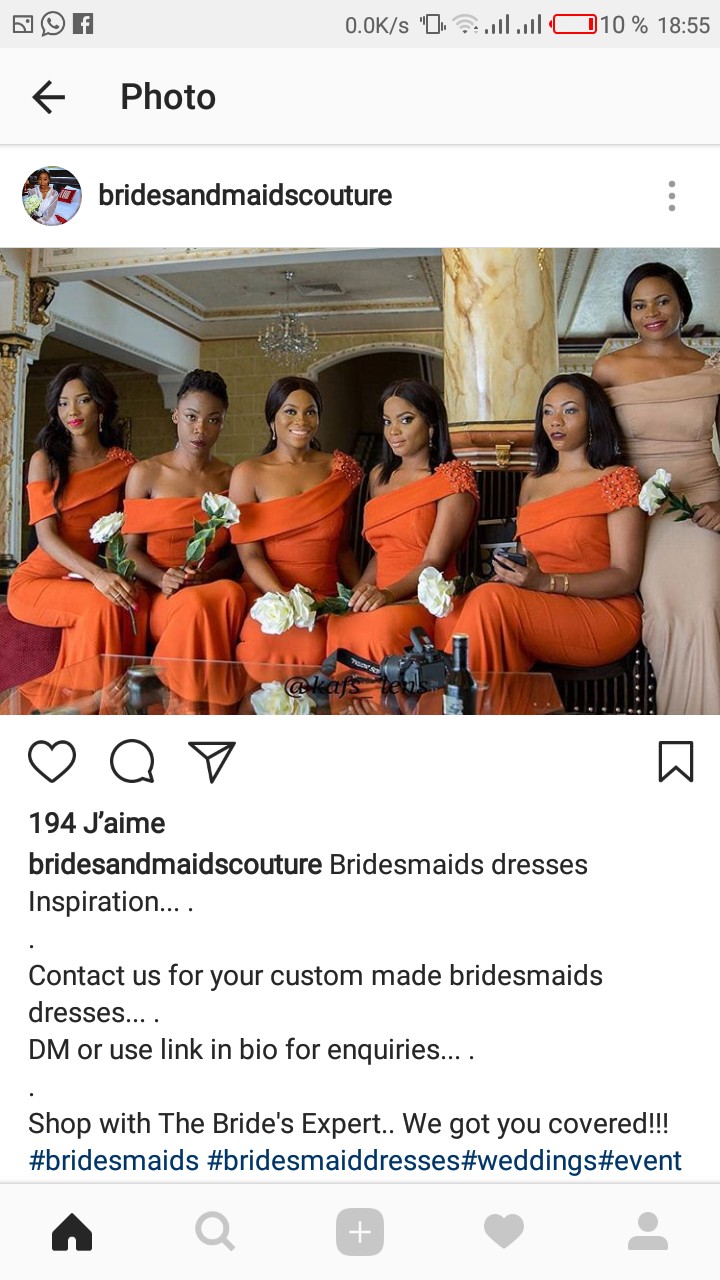 0.0K/s 10 % 18:55
Photo
bridesandmaidscouture
@kafs_lens
194 J’aime
bridesandmaidscouture Bridesmaids dresses
Inspiration... .
.
Contact us for your custom made bridesmaids
dresses... .
DM or use link in bio for enquiries... .
.
Shop with The Bride's Expert.. We got you covered!!!
#bridesmaids #bridesmaiddresses#weddings#event